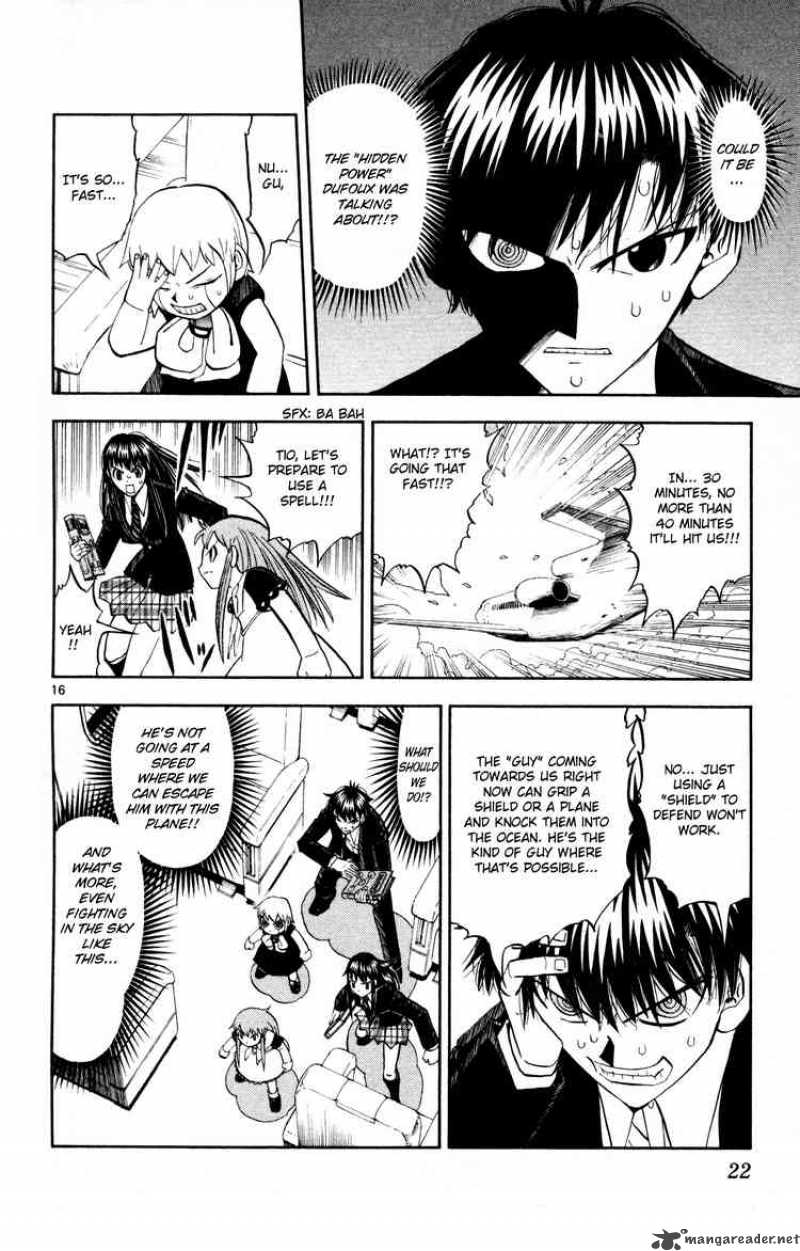 COULD
IT BE
...
THE "HIDDEN
POWER"
DUFOUX WAS
TALKING
ABOUT!!?
NU...
GU,
IT'S SO...
FAST...
IN... 30
MINUTES, NO
MORE THAN
40 MINUTES
IT'LL HIT US!!!
WHAT!? IT'S
GOING THAT
FAST!!?
SFX: BA BAH
TIO, LET'S
PREPARE TO
USE A
SPELL!!!
YEAH
!!
16
NO... JUST
USING A
"SHIELD" TO
DEFEND WON'T
WORK.
THE "GUY" COMING
TOWARDS US RIGHT
NOW CAN GRIP A
SHIELD OR A PLANE
AND KNOCK THEM INTO
THE OCEAN. HE'S THE
KIND OF GUY WHERE
THAT'S POSSIBLE...
WHAT
SHOULD
WE
DO!?
HE'S NOT
GOING AT A
SPEED
WHERE WE
CAN ESCAPE
HIM WITH THIS
PLANE!!
AND
WHAT'S
MORE,
EVEN
FIGHTING
IN THE SKY
LIKE
THIS...
22
mangareader.net